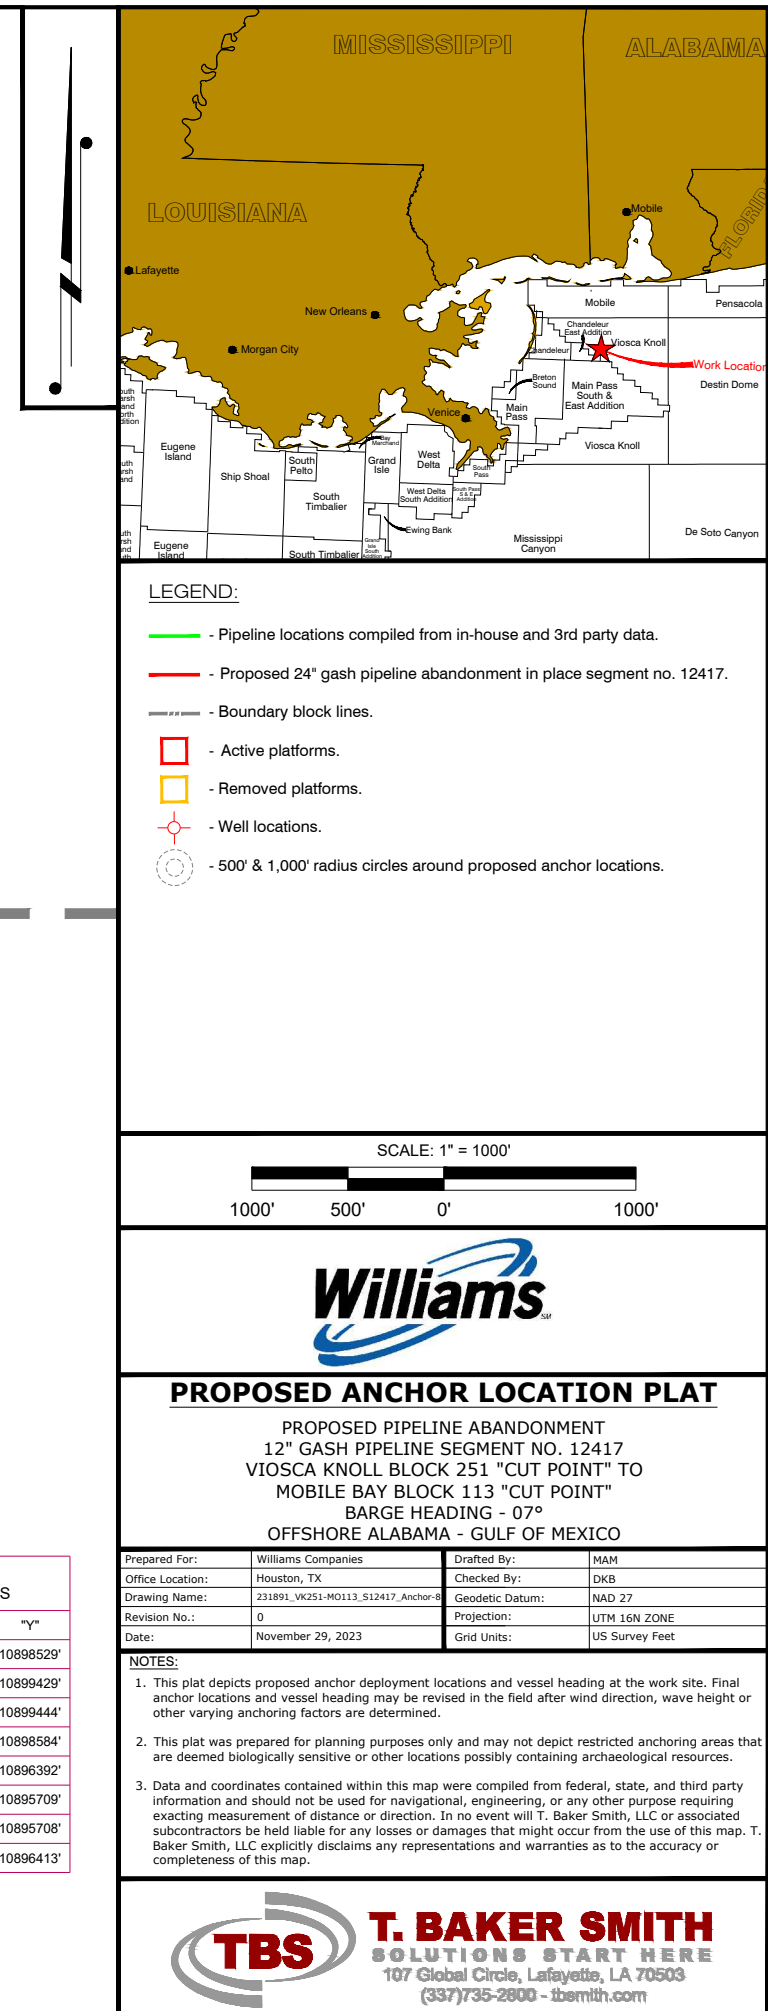 MISSISSIPPI
ALABAMA
LOUISIANA
FLORID
Mobile
Lafayette
New Orleans
Morgan City
Venice
Mobile
Pensacola
Chandeleur
East Addition
Viosca Knoll
Chandeleur
Work Location
Destin Dome
Breton
Sound
Main Pass
South &
East Addition
Main
Pass
Viosca Knoll
Eugene
Island
Ship Shoal
South
Pelto
South
Timbalier
Bay
Marchand
Grand
Isle
West
Delta
South
Pass
West Delta
South Addition
South Pass
S & E
Addition
Ewing Bank
Grand
Isle
South
Addition
Mississippi
Canyon
De Soto Canyon
Eugene
Island
South Timbalier
LEGEND:
- Pipeline locations compiled from in-house and 3rd party data.
- Proposed 24" gash pipeline abandonment in place segment no. 12417.
- Boundary block lines.
- Active platforms.
- Removed platforms.
- Well locations.
- 500' & 1,000' radius circles around proposed anchor locations.
SCALE: 1" = 1000'
1000' 500' 0' 1000'
Williams
SM
PROPOSED ANCHOR LOCATION PLAT
PROPOSED PIPELINE ABANDONMENT
12" GASH PIPELINE SEGMENT NO. 12417
VIOSCA KNOLL BLOCK 251 "CUT POINT" TO
MOBILE BAY BLOCK 113 "CUT POINT"
BARGE HEADING - 07°
OFFSHORE ALABAMA - GULF OF MEXICO
Prepared For: Williams Companies Drafted By: MAM
Office Location: Houston, TX Checked By: DKB
Drawing Name: 231891_VK251-MO113_S12417_Anchor-8 Geodetic Datum: NAD 27
Revision No.: 0 Projection: UTM 16N ZONE
Date: November 29, 2023 Grid Units: US Survey Feet
S
"Y"
10898529'
10899429'
10899444'
10898584'
10896392'
10895709'
10895708'
10896413'
NOTES:
1. This plat depicts proposed anchor deployment locations and vessel heading at the work site. Final
anchor locations and vessel heading may be revised in the field after wind direction, wave height or
other varying anchoring factors are determined.
2. This plat was prepared for planning purposes only and may not depict restricted anchoring areas that
are deemed biologically sensitive or other locations possibly containing archaeological resources.
3. Data and coordinates contained within this map were compiled from federal, state, and third party
information and should not be used for navigational, engineering, or any other purpose requiring
exacting measurement of distance or direction. In no event will T. Baker Smith, LLC or associated
subcontractors be held liable for any losses or damages that might occur from the use of this map. T.
Baker Smith, LLC explicitly disclaims any representations and warranties as to the accuracy or
completeness of this map.
TBS
T. BAKER SMITH
SOLUTIONS START HERE
107 Global Circle, Lafayette, LA 70503
(337)735-2800 - tbsmith.com